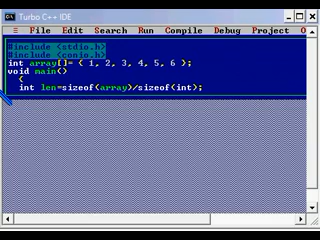 Turbo C++ IDE
≡ File Edit Search Run Compile Debug Project O
#include <stdio.h>
#include <conio.h>
int array[]= { 1, 2, 3, 4, 5, 6 };
void main()
{
int len=sizeof(array)/sizeof(int);